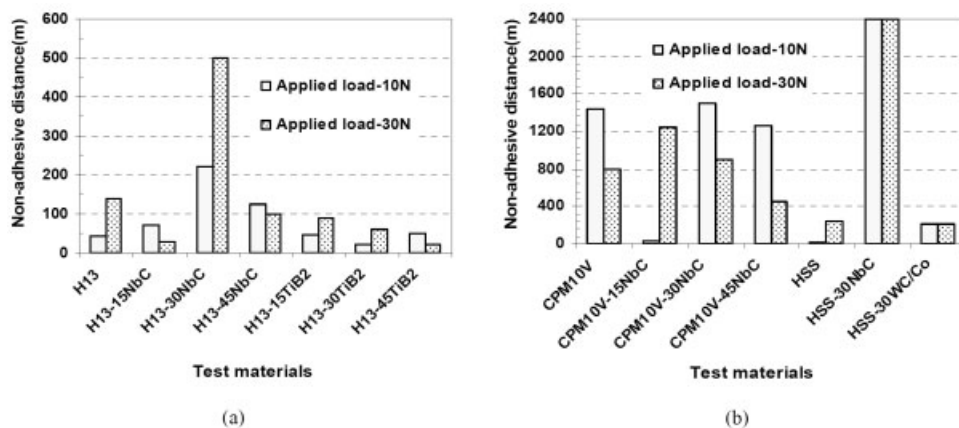 600
500
400
300
200
100
0
Non-adhesive distance(m)
Applied load-10N
Applied load-30N
H13
H13-15NbC
H13-30NbC
H13-45NbC
H13-15TiB2
H13-30TiB2
H13-45TiB2
Test materials
(a)
2400
2000
1600
1200
800
400
0
Non-adhesive distance(m)
Applied load-10N
Applied load-30N
CPM10V
CPM10V-15NbC
CPM10V-30NbC
CPM10V-45NbC
HSS
HSS-30NbC
HSS-30WC/Co
Test materials
(b)